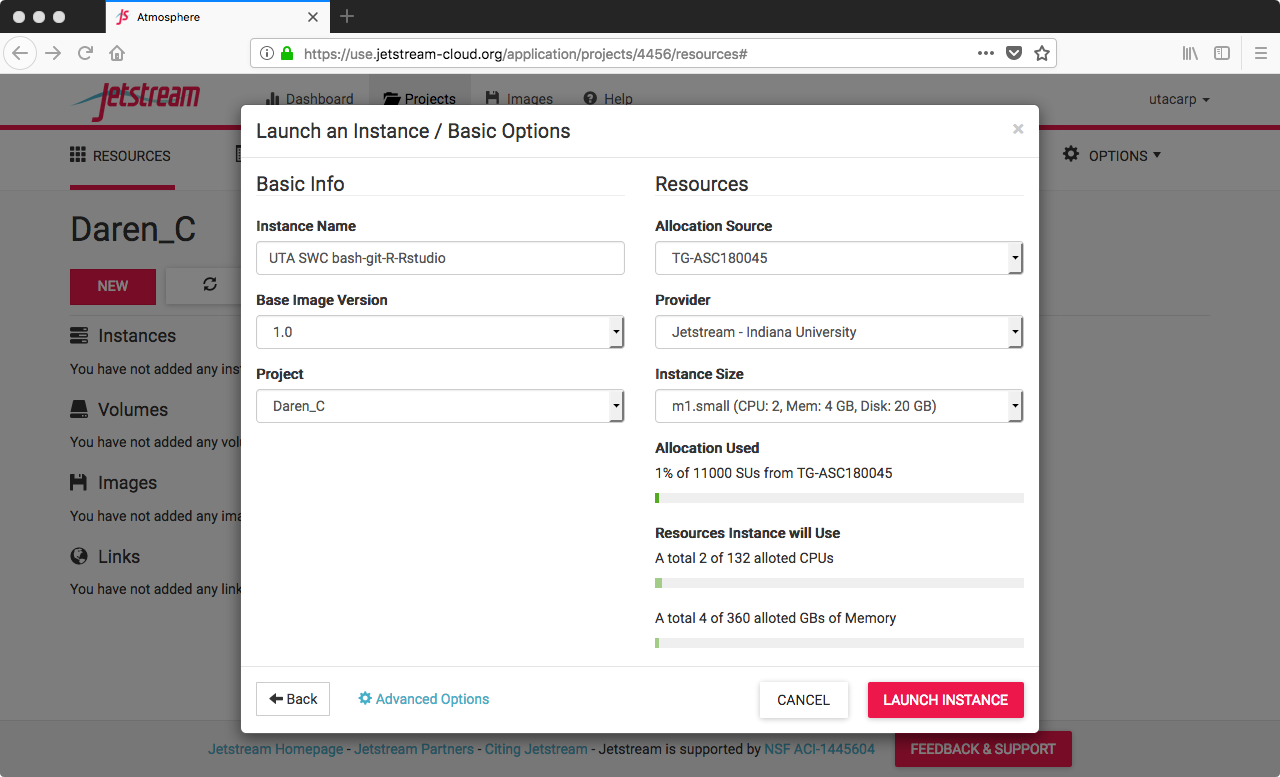 Atmosphere
https://use.jetstream-cloud.org/application/projects/4456/resources#
Jetstream
Dashboard
Projects
Images
Help
utacarp
RESOURCES
OPTIONS
Daren_C
NEW
Instances
You have not added any ins
Volumes
You have not added any volu
Images
You have not added any ima
Links
You have not added any link
Launch an Instance / Basic Options
×
Basic Info
Instance Name
UTA SWC bash-git-R-Rstudio
Base Image Version
1.0
Project
Daren_C
Resources
Allocation Source
TG-ASC180045
Provider
Jetstream - Indiana University
Instance Size
m1.small (CPU: 2, Mem: 4 GB, Disk: 20 GB)
Allocation Used
1% of 11000 SUs from TG-ASC180045
Resources Instance will Use
A total 2 of 132 alloted CPUs
A total 4 of 360 alloted GBs of Memory
Back
Advanced Options
CANCEL
LAUNCH INSTANCE
Jetstream Homepage - Jetstream Partners - Citing Jetstream - Jetstream is supported by NSF ACI-1445604
FEEDBACK & SUPPORT